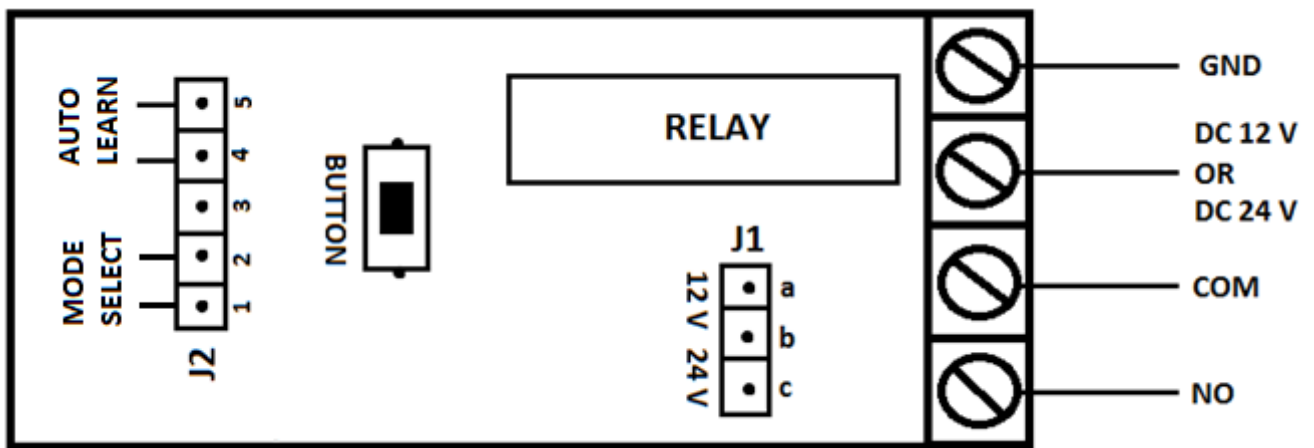 AUTO
LEARN
MODE
SELECT
5
4
3
2
1
J2
BUTTON
RELAY
J1
12 V
24 V
a
b
c
GND
DC 12 V
OR
DC 24 V
COM
NO